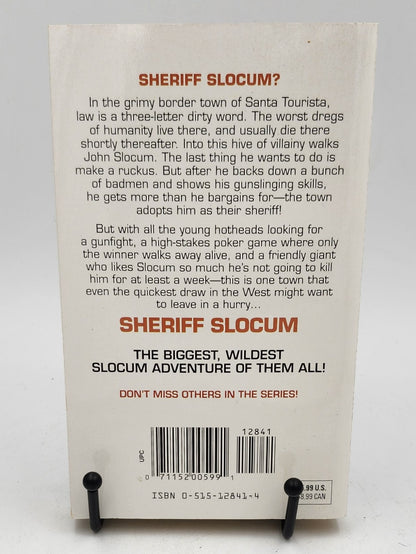 SHERIFF SLOCUM?
In the grimy border town of Santa Tourista,
law is a three-letter dirty word. The worst dregs
of humanity live there, and usually die there
shortly thereafter. Into this hive of villainy walks
John Slocum. The last thing he wants to do is
make a ruckus. But after he backs down a bunch
of badmen and shows his gunslinging skills,
he gets more than he bargains for—the town
adopts him as their sheriff!
But with all the young hotheads looking for
a gunfight, a high-stakes poker game where only
the winner walks away alive, and a friendly giant
who likes Slocum so much he's not going to kill
him for at least a week—this is one town that
even the quickest draw in the West might want
to leave in a hurry...
SHERIFF SLOCUM
THE BIGGEST, WILDEST
SLOCUM ADVENTURE OF THEM ALL!
DON'T MISS OTHERS IN THE SERIES!
12841
UPC
0 71152 00599 1
ISBN 0-515-12841-4
.99 U.S.
8.99 CAN